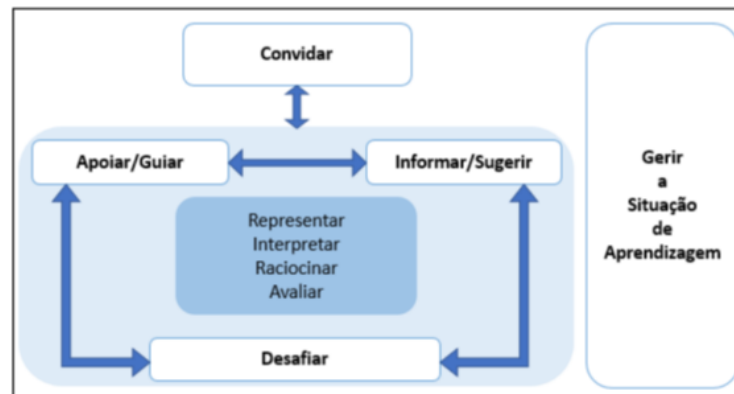 Convidar
Apoiar/Guiar
Informar/Sugerir
Representar
Interpretar
Raciocinar
Avaliar
Desafiar
Gerir
a
Situação
de
Aprendizagem